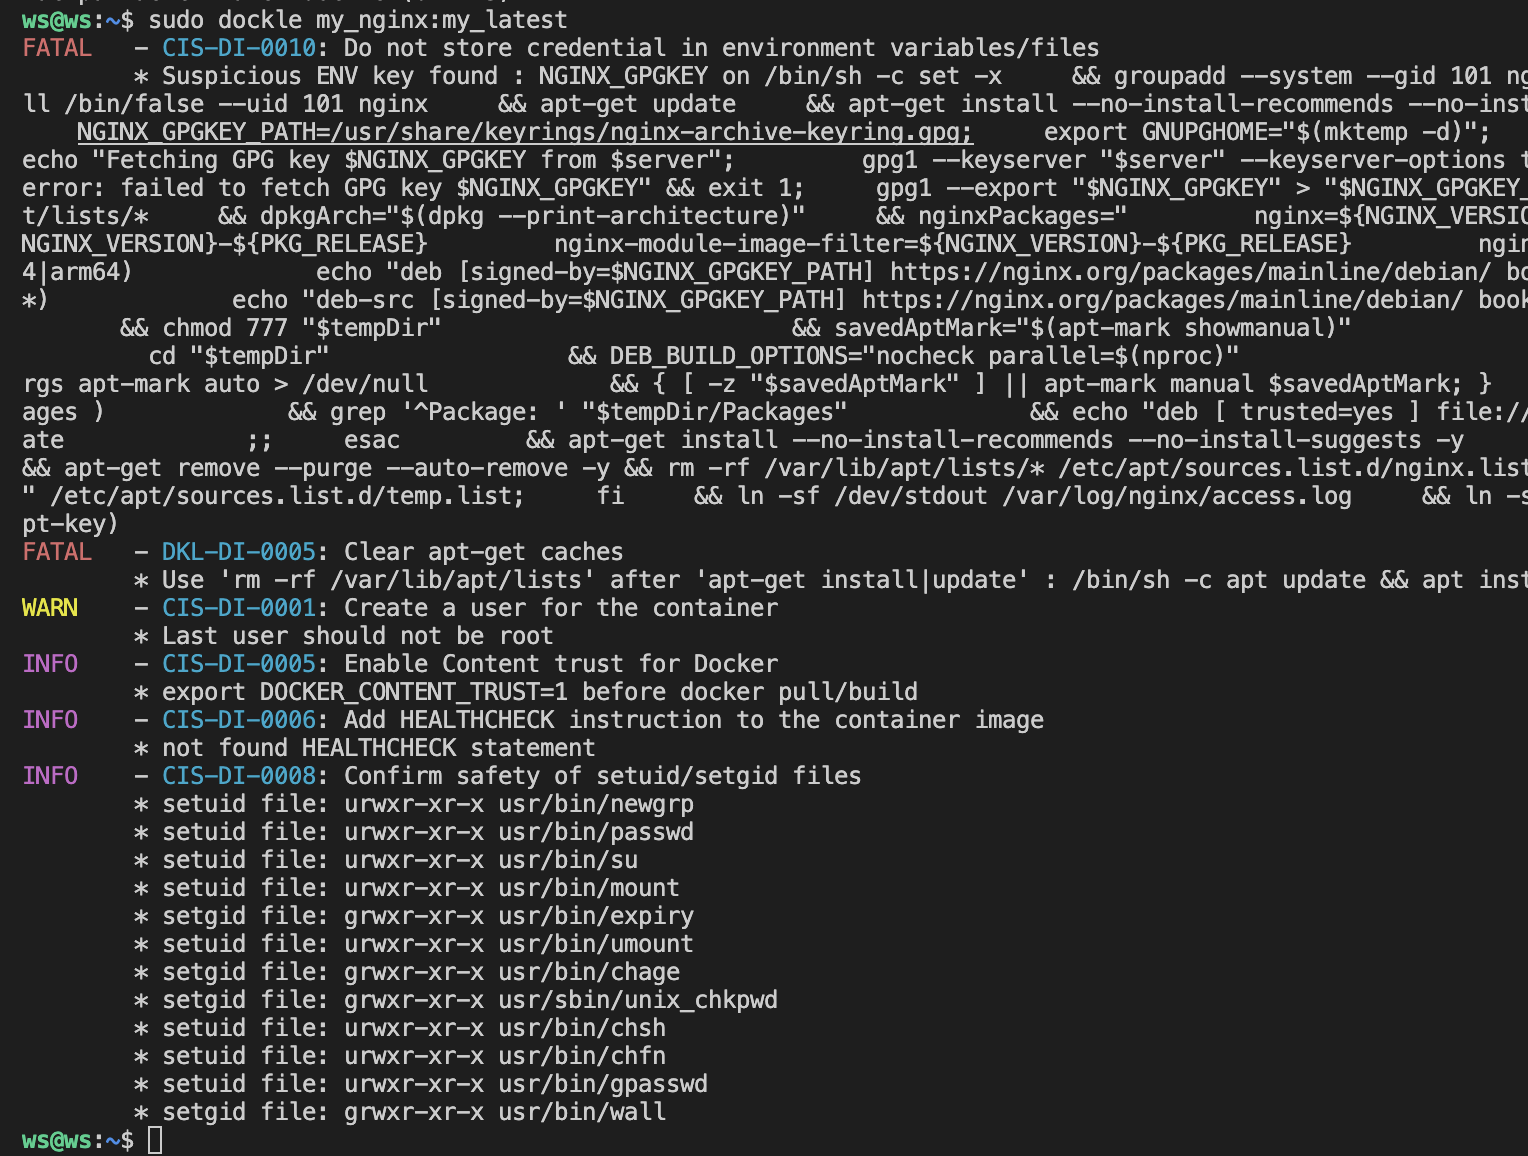 ws@ws:~$ sudo dockle my_nginx:my_latest
FATAL - CIS-DI-0010: Do not store credential in environment variables/files
* Suspicious ENV key found : NGINX_GPGKEY on /bin/sh -c set -x && groupadd --system --gid 101
ll /bin/false --uid 101 nginx && apt-get update && apt-get install --no-install-recommends
NGINX_GPGKEY_PATH=/usr/share/keyrings/nginx-archive-keyring.gpg; export GNUPGHOME="$(mktemp -d)";
echo "Fetching GPG key $NGINX_GPGKEY from $server"; gpg1 --keyserver "$server" --keyserver-options t
error: failed to fetch GPG key $NGINX_GPGKEY" && exit 1; gpg1 --export "$NGINX_GPGKEY" > "$NGINX_GPGKEY_
t/lists/* && dpkgArch="$(dpkg --print-architecture)" && nginxPackages=" nginx=${NGINX_VERSIO
NGINX_VERSION}-${PKG_RELEASE} nginx-module-image-filter=${NGINX_VERSION}-${PKG_RELEASE} ngin
4|arm64) echo "deb [signed-by=$NGINX_GPGKEY_PATH] https://nginx.org/packages/mainline/debian/ bo
*) echo "deb-src [signed-by=$NGINX_GPGKEY_PATH] https://nginx.org/packages/mainline/debian/ book
&& chmod 777 "$tempDir" && savedAptMark="$(apt-mark showmanual)"
cd "$tempDir" && DEB_BUILD_OPTIONS="nocheck parallel=$(nproc)"
rgs apt-mark auto > /dev/null && { [ -z "$savedAptMark" ] || apt-mark manual $savedAptMark; }
ages ) && grep '^Package: ' "$tempDir/Packages" && echo "deb [ trusted=yes ] file://
ate ;; esac && apt-get install --no-install-recommends --no-install-suggests -y
&& apt-get remove --purge --auto-remove -y && rm -rf /var/lib/apt/lists/* /etc/apt/sources.list.d/nginx.list
" /etc/apt/sources.list.d/temp.list; fi && ln -sf /dev/stdout /var/log/nginx/access.log && ln -s
pt-key)
FATAL - DKL-DI-0005: Clear apt-get caches
* Use 'rm -rf /var/lib/apt/lists' after 'apt-get install|update' : /bin/sh -c apt update && apt inst
WARN - CIS-DI-0001: Create a user for the container
* Last user should not be root
INFO - CIS-DI-0005: Enable Content trust for Docker
* export DOCKER_CONTENT_TRUST=1 before docker pull/build
INFO - CIS-DI-0006: Add HEALTHCHECK instruction to the container image
* not found HEALTHCHECK statement
INFO - CIS-DI-0008: Confirm safety of setuid/setgid files
* setuid file: urwxr-xr-x usr/bin/newgrp
* setuid file: urwxr-xr-x usr/bin/passwd
* setuid file: urwxr-xr-x usr/bin/su
* setuid file: urwxr-xr-x usr/bin/mount
* setgid file: grwxr-xr-x usr/bin/expiry
* setuid file: urwxr-xr-x usr/bin/umount
* setgid file: grwxr-xr-x usr/bin/chage
* setgid file: grwxr-xr-x usr/sbin/unix_chkpwd
* setuid file: urwxr-xr-x usr/bin/chsh
* setuid file: urwxr-xr-x usr/bin/chfn
* setuid file: urwxr-xr-x usr/bin/gpasswd
* setgid file: grwxr-xr-x usr/bin/wall
ws@ws:~$